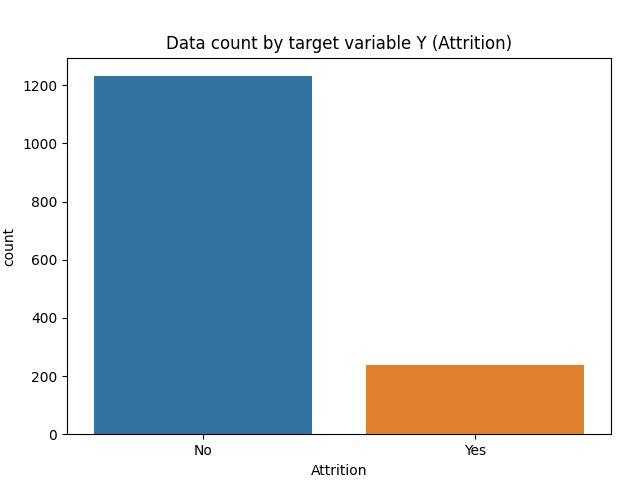 Data count by target variable Y (Attrition)
1200
1000
800
600
400
200
0
count
No Yes
Attrition